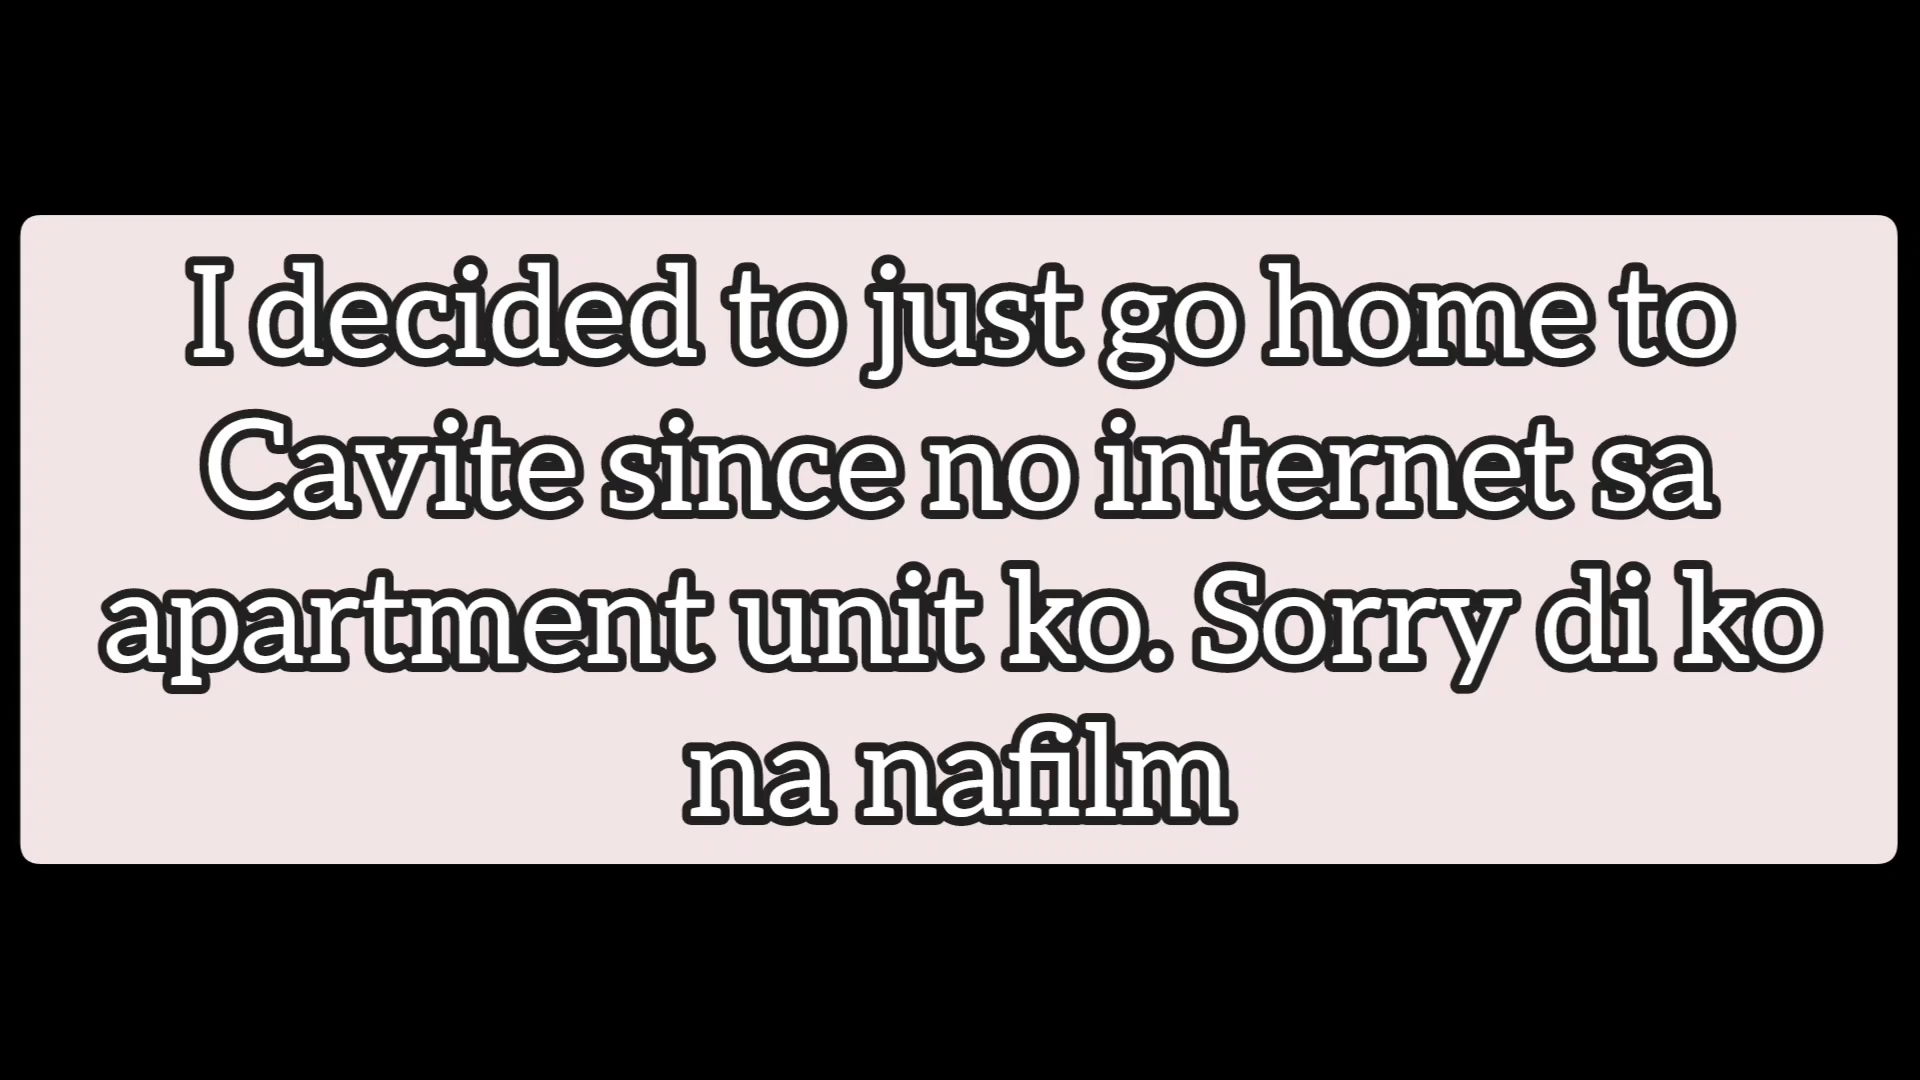 I decided to just go home to
Cavite since no internet sa
apartment unit ko. Sorry di ko
na nafilm